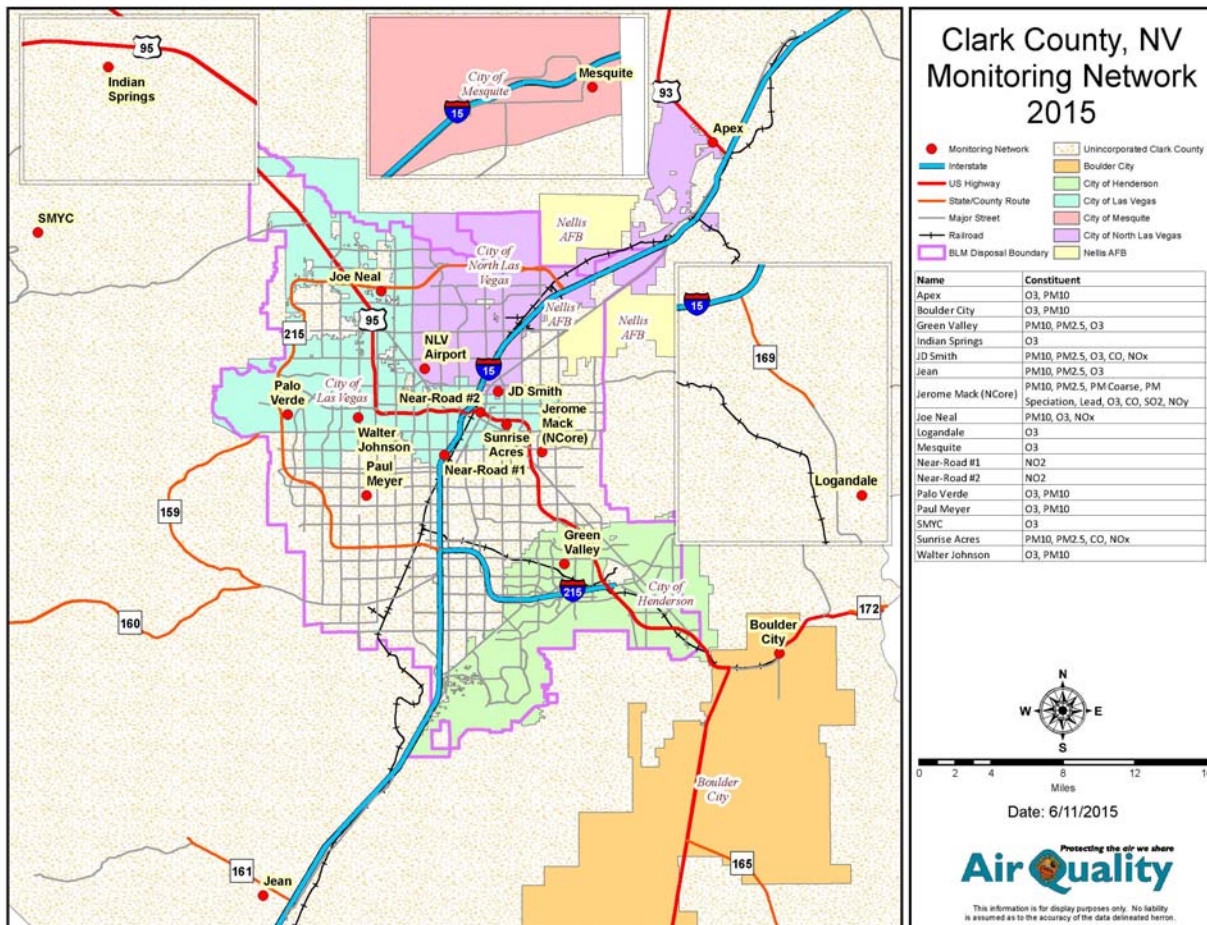 95
Indian
Springs
City of
Mesquite
Mesquite
15
93
Apex
SMYC
Nellis
AFB
City of
North Las
Vegas
Joe Neal
Nellis
AFB
Nellis
AFB
15
215
95
NLV
Airport
15
169
Palo
Verde
City of
Las Vegas
JD Smith
Near-Road #2
Jerome
Mack
(NCore)
Walter
Johnson
Sunrise
Acres
Near-Road #1
Paul
Meyer
Logandale
159
Green
Valley
215
City of
Henderson
160
172
Boulder
City
Boulder
City
165
161
Jean
Clark County, NV
Monitoring Network
2015
Monitoring Network
Interstate
US Highway
State/County Route
Major Street
Railroad
BLM Disposal Boundary
Unincorporated Clark County
Boulder City
City of Henderson
City of Las Vegas
City of Mesquite
City of North Las Vegas
Nellis AFB
Name Constituent
Apex O3, PM10
Boulder City O3, PM10
Green Valley PM10, PM2.5, O3
Indian Springs O3
JD Smith PM10, PM2.5, O3, CO, NOx
Jean PM10, PM2.5, O3
Jerome Mack (NCore) PM10, PM2.5, PM Coarse, PM
Speciation, Lead, O3, CO, SO2, NOy
Joe Neal PM10, O3, NOx
Logandale O3
Mesquite O3
Near-Road #1 NO2
Near-Road #2 NO2
Palo Verde O3, PM10
Paul Meyer O3, PM10
SMYC O3
Sunrise Acres PM10, PM2.5, CO, NOx
Walter Johnson O3, PM10
N
W E
S
0 2 4 8 12 16
Miles
Date: 6/11/2015
Protecting the air we share
Air Quality
This information is for display purposes only. No liability
is assumed as to the accuracy of the data delineated herron.